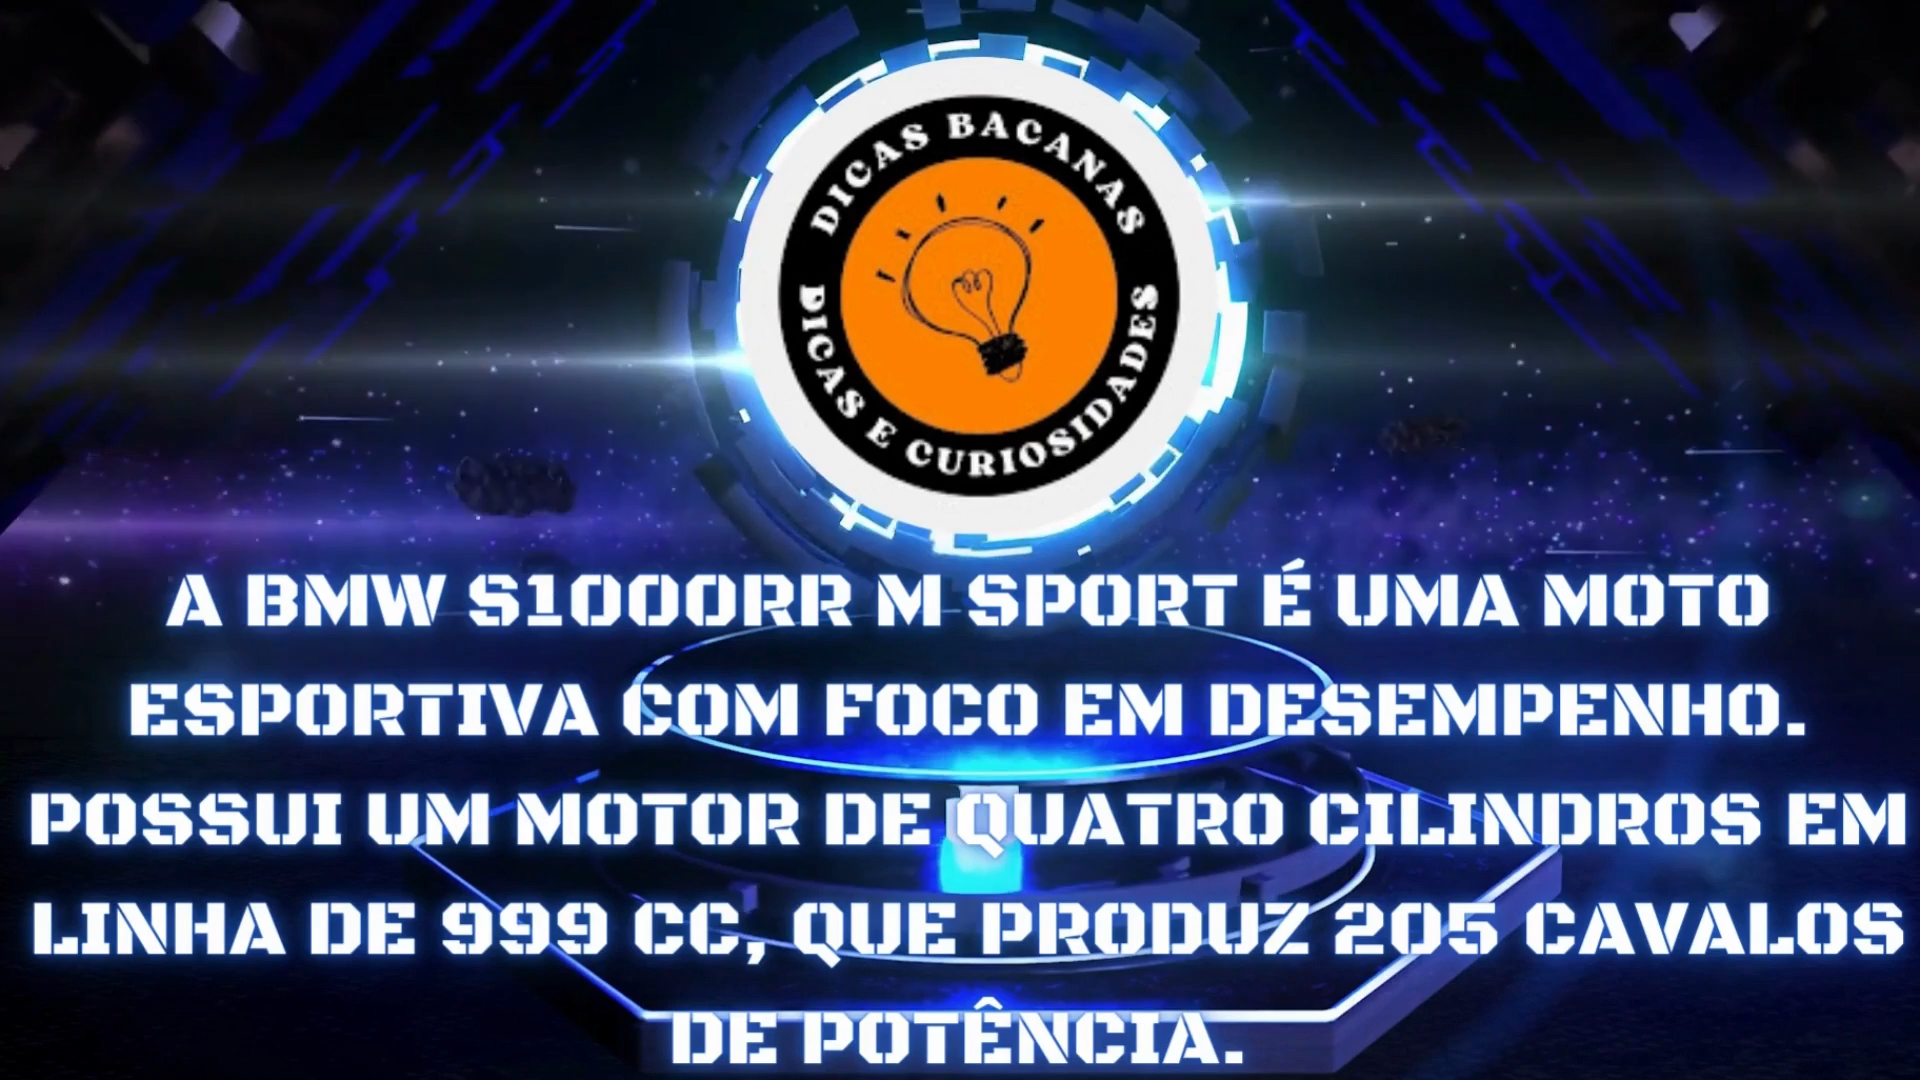 DICAS BACANAS
DICAS E CURIOSIDADES
A BMW S1000RR M SPORT É UMA MOTO
ESPORTIVA COM FOCO EM DESEMPENHO.
POSSUI UM MOTOR DE QUATRO CILINDROS EM
LINHA DE 999 CC, QUE PRODUZ 205 CAVALOS
DE POTÊNCIA.